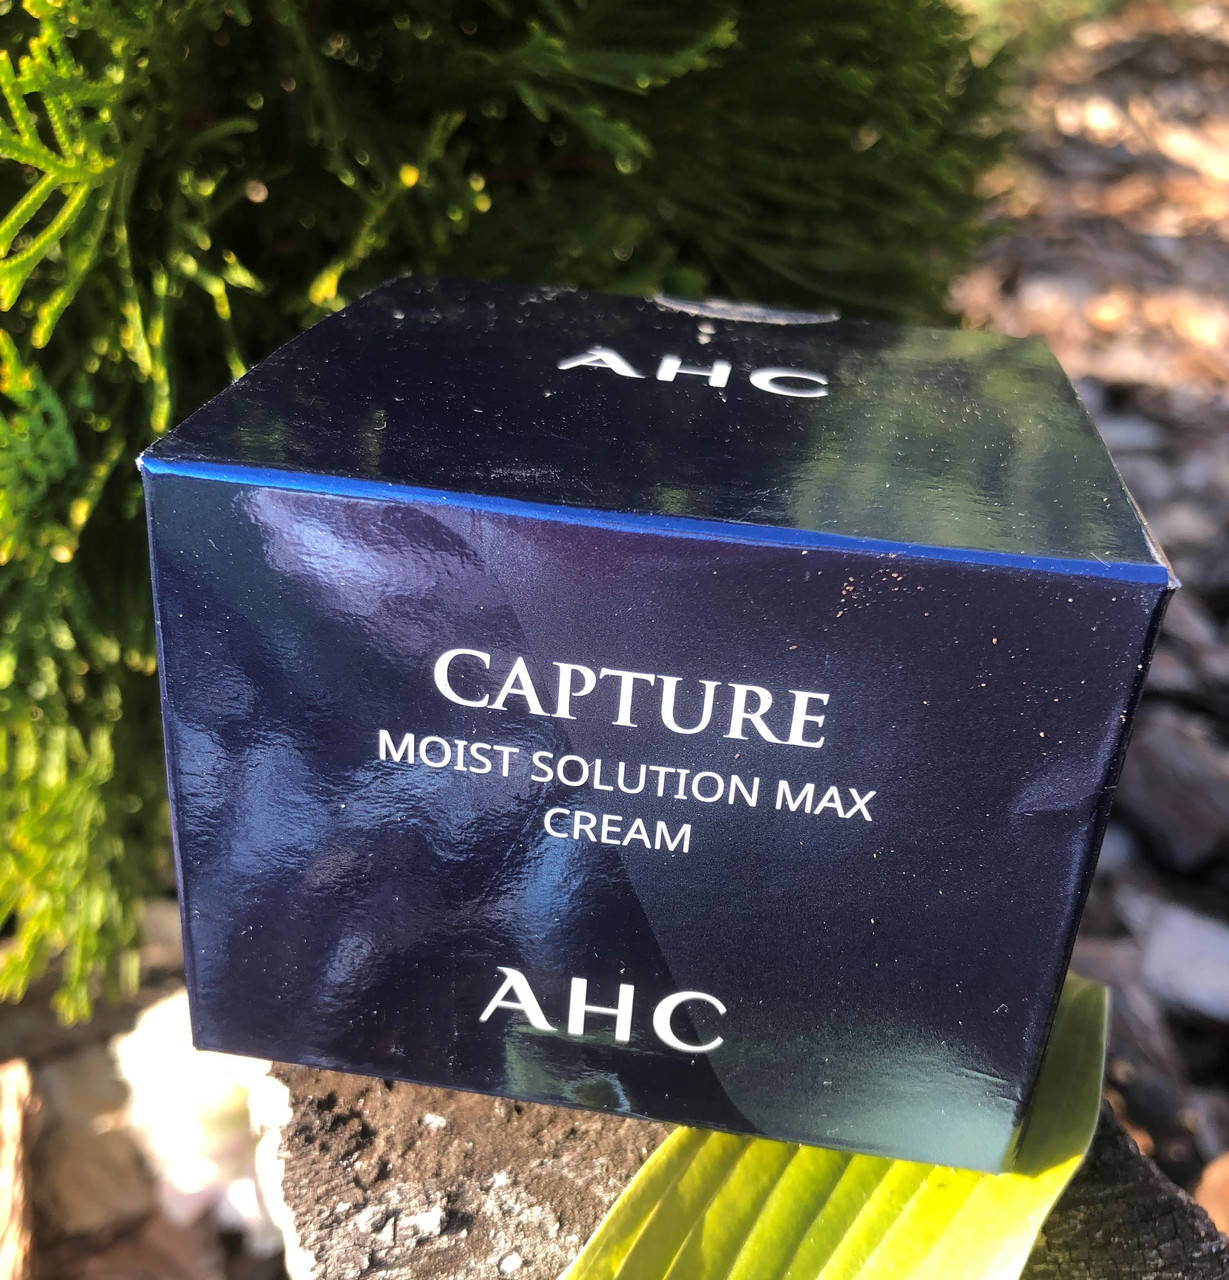 AHC
CAPTURE
MOIST SOLUTION MAX
CREAM
AHC